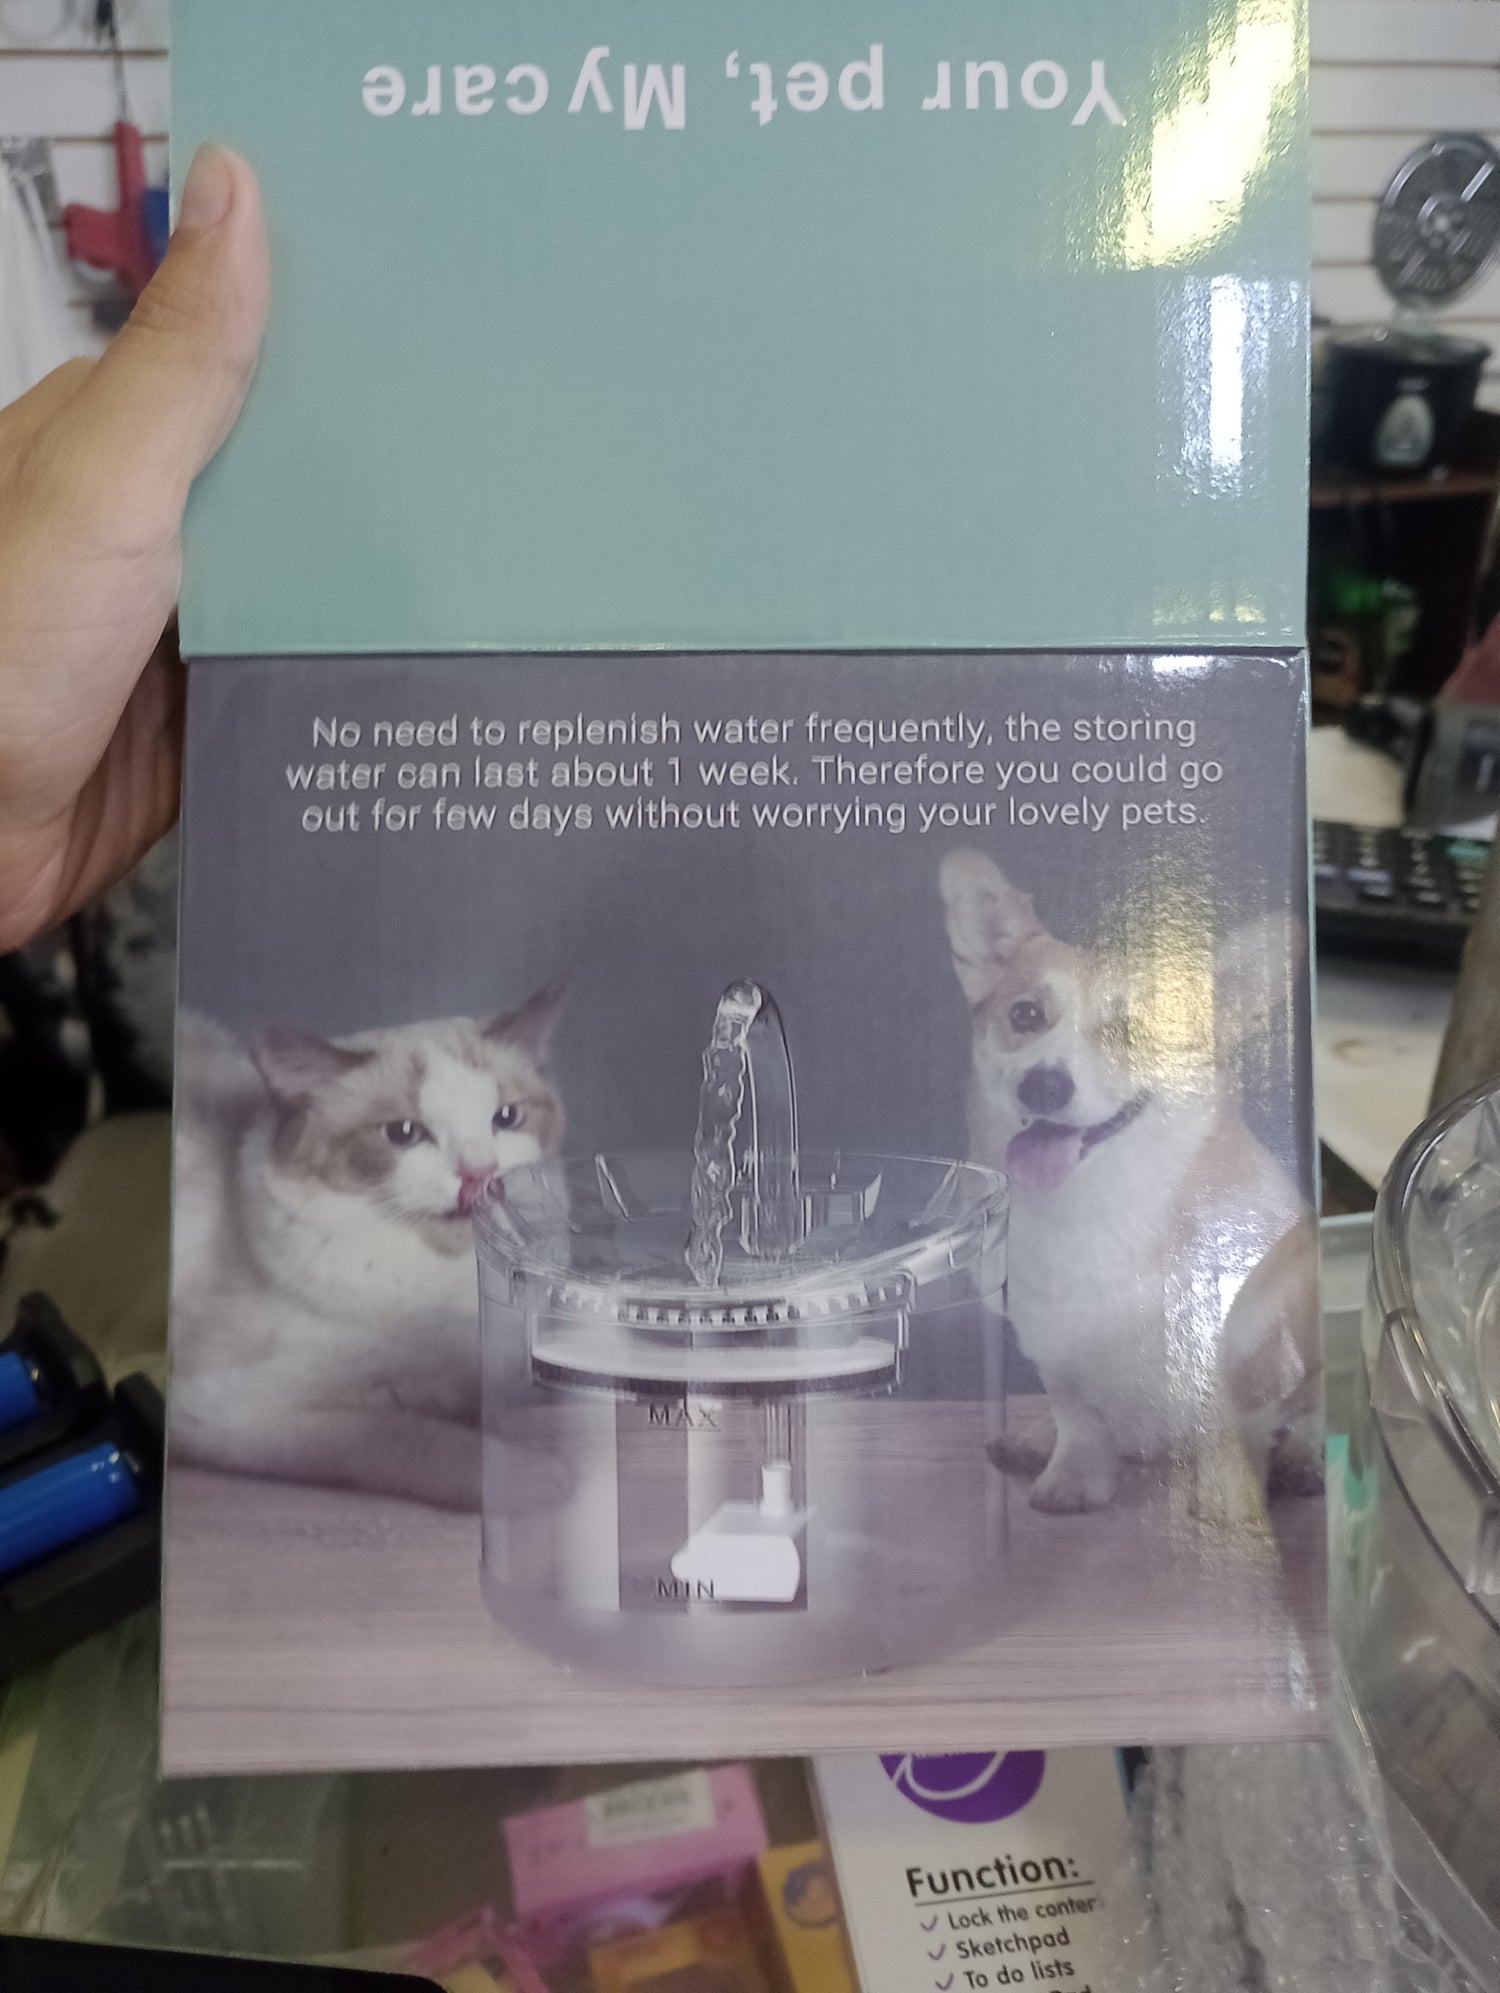 Your pet, My care
No need to replenish water frequently, the storing
water can last about 1 week. Therefore you could go
out for few days without worrying your lovely pets.
MAX
MIN
Function:
Lock the conter
Sketchpad
To do lists